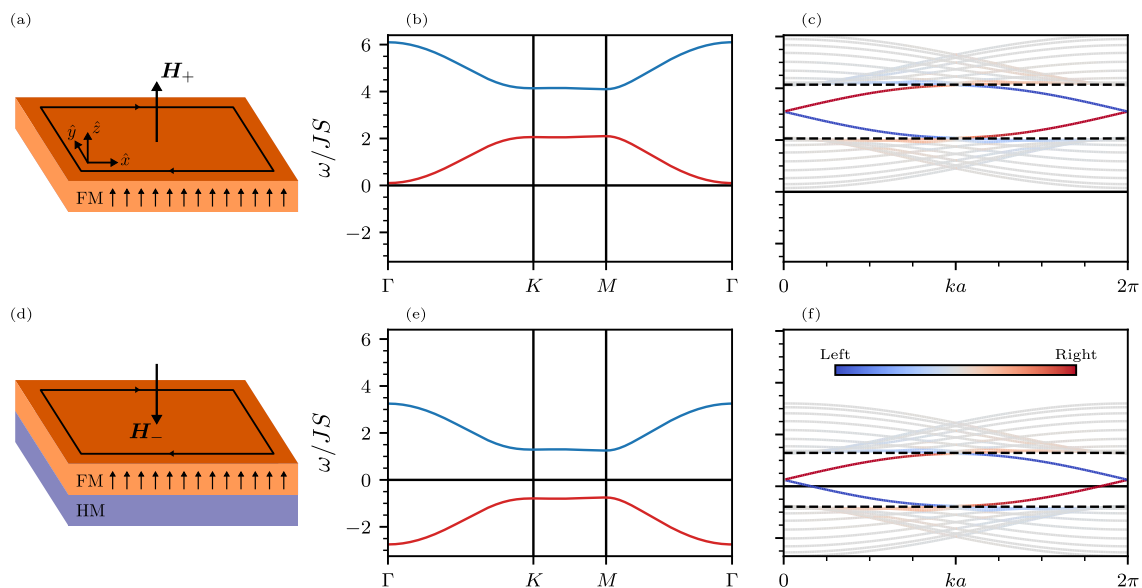 (a)
H₊
ŷ
ẑ
x̂
FM
(b)
ω/JS
6
4
2
0
−2
Γ
K
M
Γ
(c)
0
ka
2π
(d)
H₋
FM
HM
(e)
ω/JS
6
4
2
0
−2
Γ
K
M
Γ
(f)
Left
Right
0
ka
2π